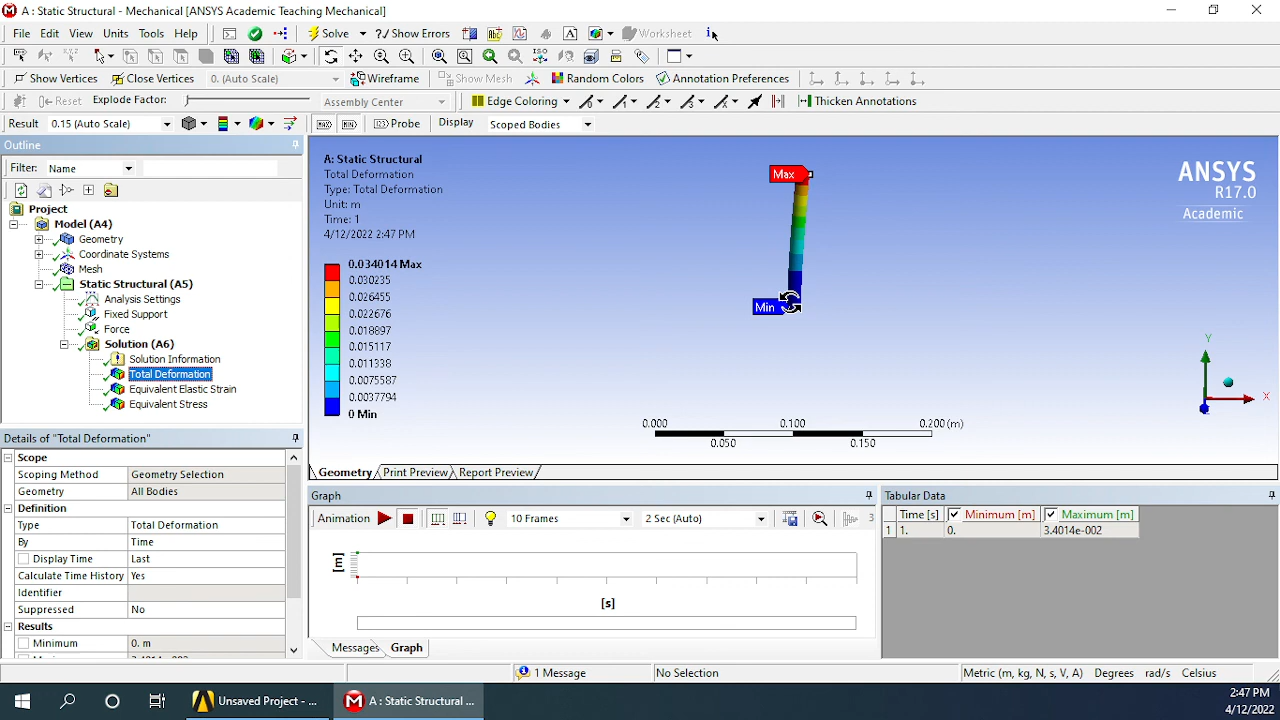 A : Static Structural - Mechanical [ANSYS Academic Teaching Mechanical]
File Edit View Units Tools Help Solve Show Errors Worksheet
Show Vertices Close Vertices 0. (Auto Scale) Wireframe Show Mesh Random Colors Annotation Preferences
Reset Explode Factor: Assembly Center Edge Coloring Thicken Annotations
Result 0.15 (Auto Scale) Probe Display Scoped Bodies
Outline
Filter: Name
Project
Model (A4)
Geometry
Coordinate Systems
Mesh
Static Structural (A5)
Analysis Settings
Fixed Support
Force
Solution (A6)
Solution Information
Total Deformation
Equivalent Elastic Strain
Equivalent Stress
Details of "Total Deformation"
Scope
Scoping Method Geometry Selection
Geometry All Bodies
Definition
Type Total Deformation
By Time
Display Time Last
Calculate Time History Yes
Identifier
Suppressed No
Results
Minimum 0. m
A: Static Structural
Total Deformation
Type: Total Deformation
Unit: m
Time: 1
4/12/2022 2:47 PM
0.034014 Max
0.030235
0.026455
0.022676
0.018897
0.015117
0.011338
0.0075587
0.0037794
0 Min
Max
Min
ANSYS
R17.0
Academic
Y
X
0.000 0.100 0.200 (m)
0.050 0.150
Geometry Print Preview Report Preview
Graph
Animation 10 Frames 2 Sec (Auto) 3
[m]
[s]
Messages Graph
Tabular Data
Time [s] Minimum [m] Maximum [m]
1 1. 0. 3.4014e-002
1 Message No Selection Metric (m, kg, N, s, V, A) Degrees rad/s Celsius
Unsaved Project - ... A : Static Structural ... 2:47 PM
4/12/2022